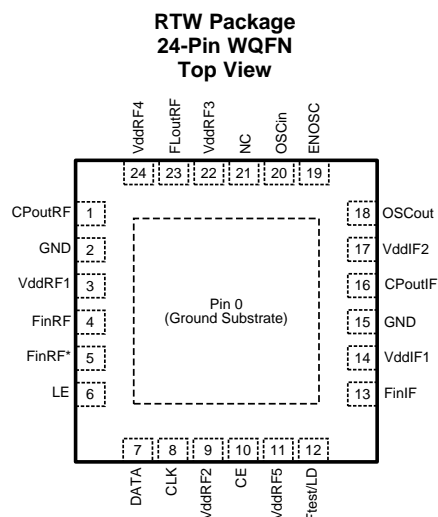 RTW Package
24-Pin WQFN
Top View
VddRF4
FLoutRF
VddRF3
NC
OSCin
ENOSC
24 23 22 21 20 19
CPoutRF 1
GND 2
VddRF1 3
FinRF 4
FinRF* 5
LE 6
Pin 0
(Ground Substrate)
18 OSCout
17 VddIF2
16 CPoutIF
15 GND
14 VddIF1
13 FinIF
7 8 9 10 11 12
DATA
CLK
VddRF2
CE
VddRF5
Ftest/LD